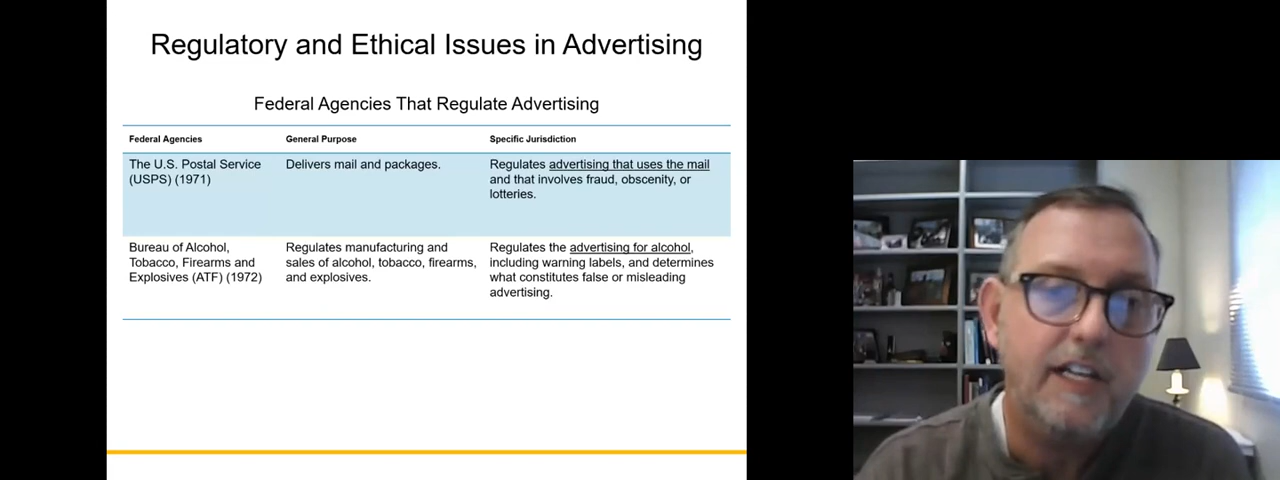 Regulatory and Ethical Issues in Advertising
Federal Agencies That Regulate Advertising
Federal Agencies General Purpose Specific Jurisdiction
The U.S. Postal Service Delivers mail and packages. Regulates advertising that uses the mail
(USPS) (1971) and that involves fraud, obscenity, or
lotteries.
Bureau of Alcohol, Regulates manufacturing and Regulates the advertising for alcohol,
Tobacco, Firearms and sales of alcohol, tobacco, firearms, including warning labels, and determines
Explosives (ATF) (1972) and explosives. what constitutes false or misleading
advertising.